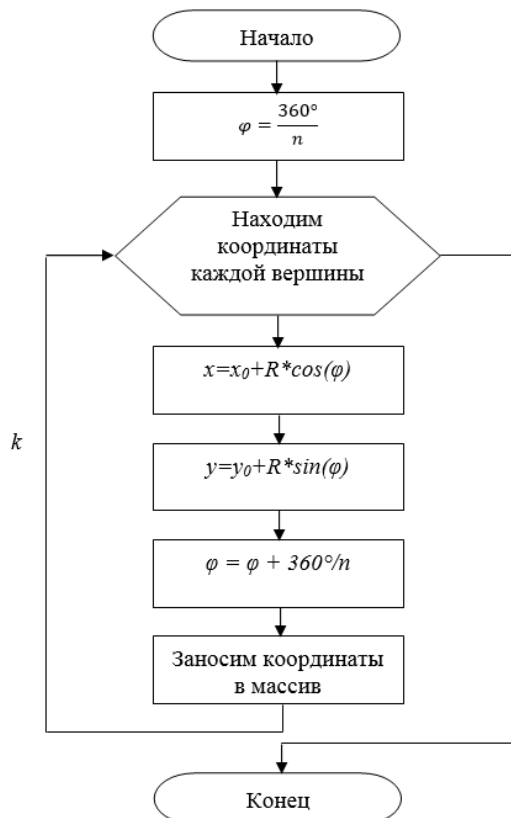 Начало
φ = 360°/n
Находим
координаты
каждой вершины
x=x₀+R*cos(φ)
k
y=y₀+R*sin(φ)
φ = φ + 360°/n
Заносим координаты
в массив
Конец